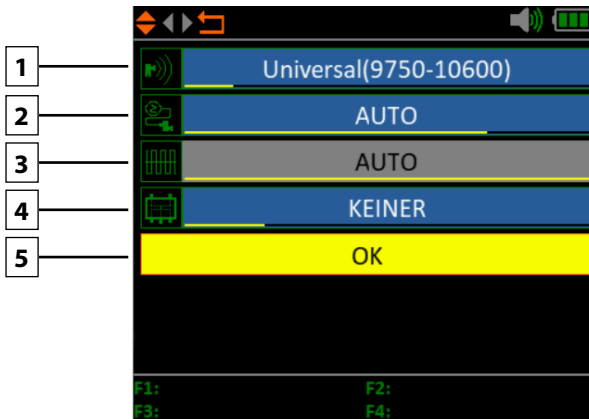 1 Universal(9750-10600)
2 AUTO
3 AUTO
4 KEINER
5 OK
F1: F2:
F3: F4: